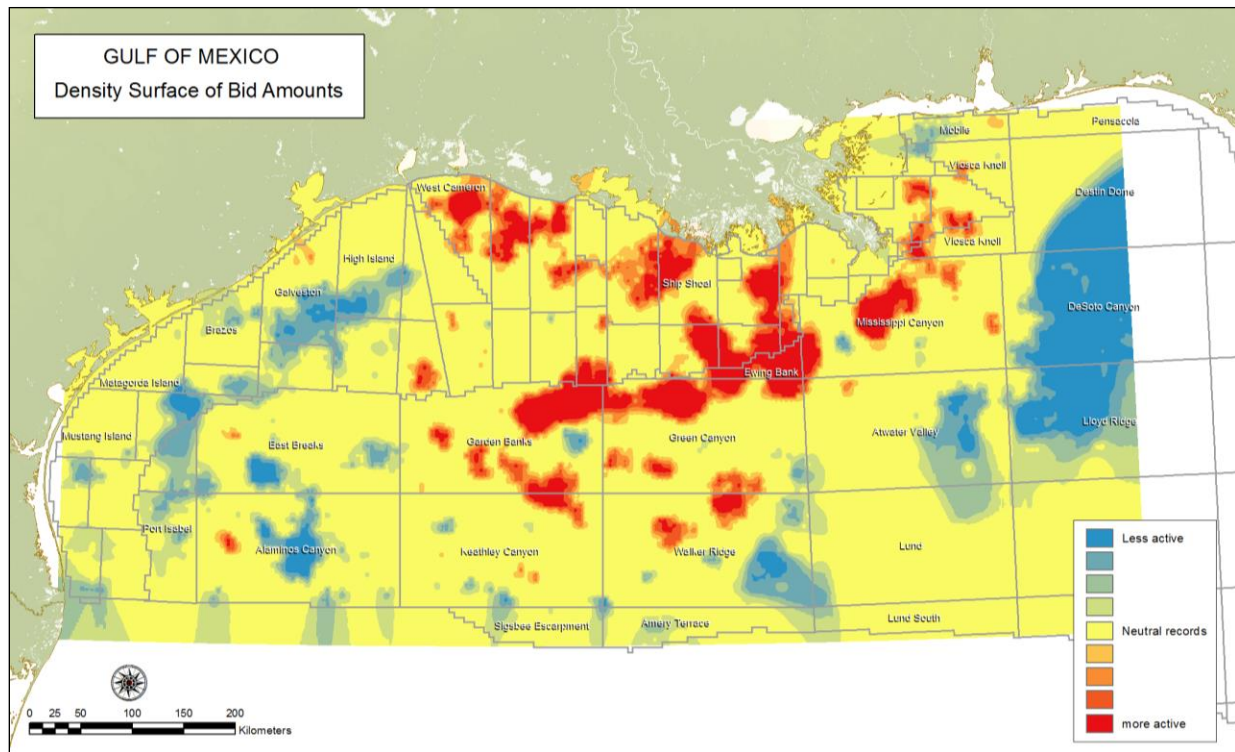 GULF OF MEXICO
Density Surface of Bid Amounts
Mobile
Pensacola
Viosca Knoll
West Cameron
Destin Dome
Viosca Knoll
High Island
Ship Shoal
Galveston
DeSoto Canyon
Brazos
Mississippi Canyon
Matagorda Island
Ewing Bank
Mustang Island
East Breaks
Garden Banks
Green Canyon
Atwater Valley
Lloyd Ridge
Port Isabel
Alaminos Canyon
Keathley Canyon
Walker Ridge
Lund
Sigsbee Escarpment
Amery Terrace
Lund South
Less active
Neutral records
more active
0 25 50 100 150 200
Kilometers